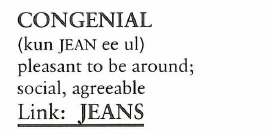 CONGENIAL
(kun JEAN ee ul)
pleasant to be around;
social, agreeable
Link: JEANS